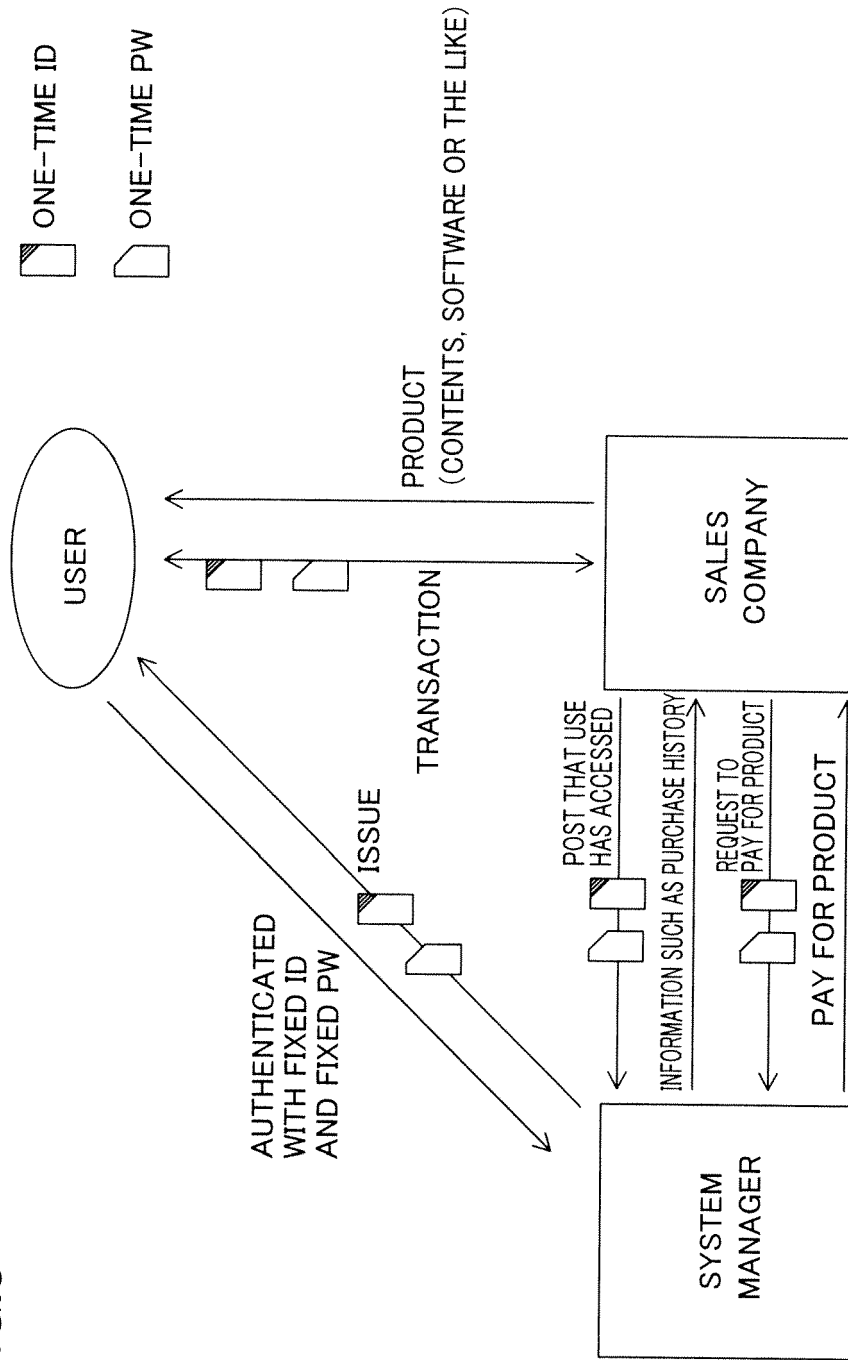 ONE-TIME ID
ONE-TIME PW
USER
AUTHENTICATED
WITH FIXED ID
AND FIXED PW
ISSUE
TRANSACTION
PRODUCT
(CONTENTS, SOFTWARE OR THE LIKE)
SYSTEM
MANAGER
POST THAT USE
HAS ACCESSED
INFORMATION SUCH AS PURCHASE HISTORY
REQUEST TO
PAY FOR PRODUCT
PAY FOR PRODUCT
SALES
COMPANY